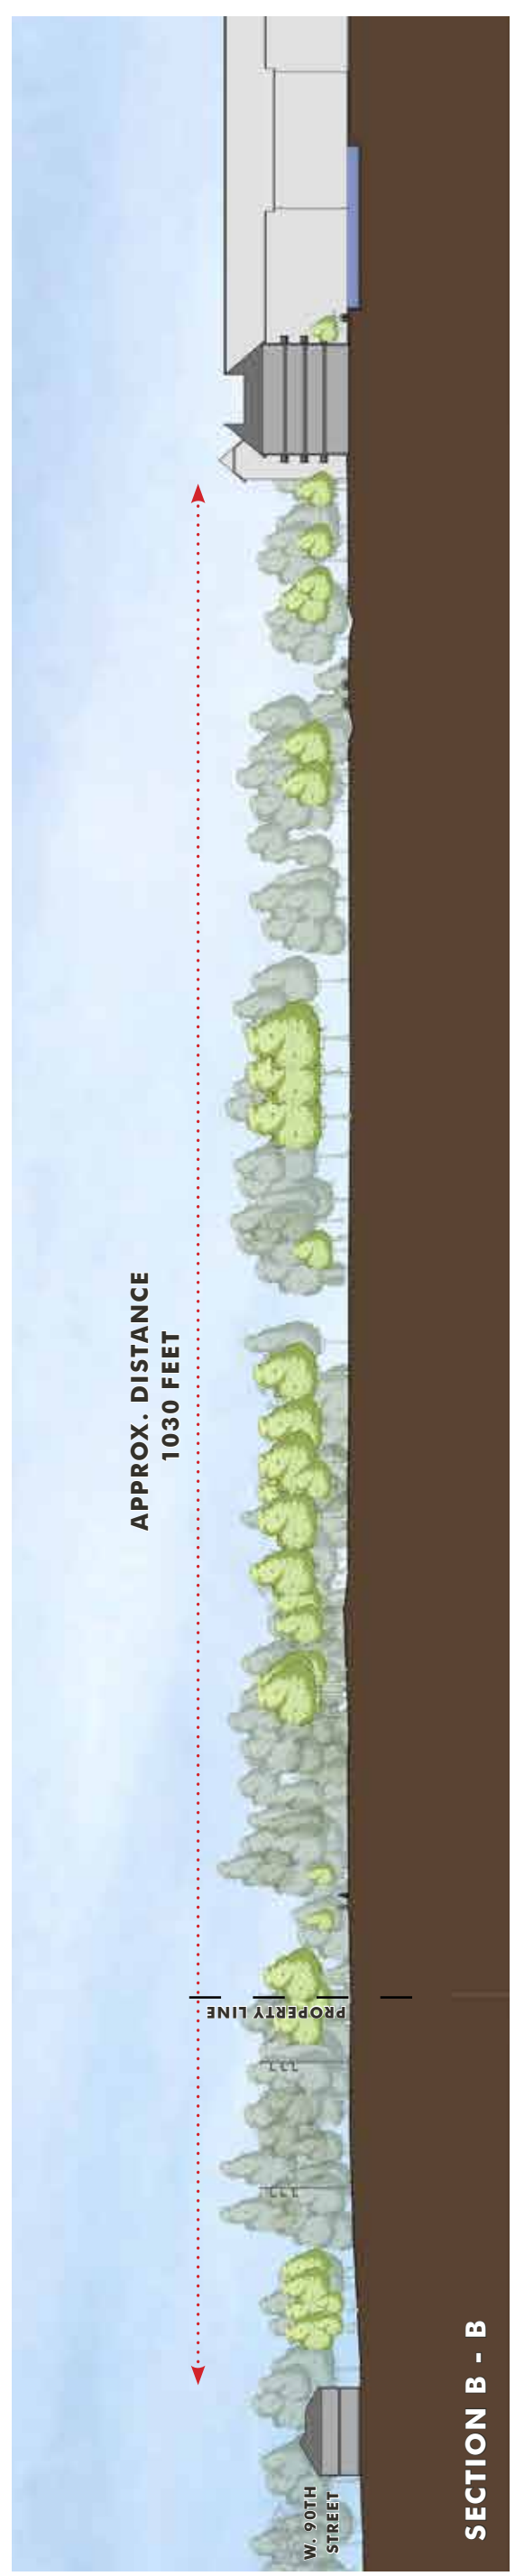 APPROX. DISTANCE
1030 FEET
PROPERTY LINE
W. 90TH
STREET
SECTION B - B